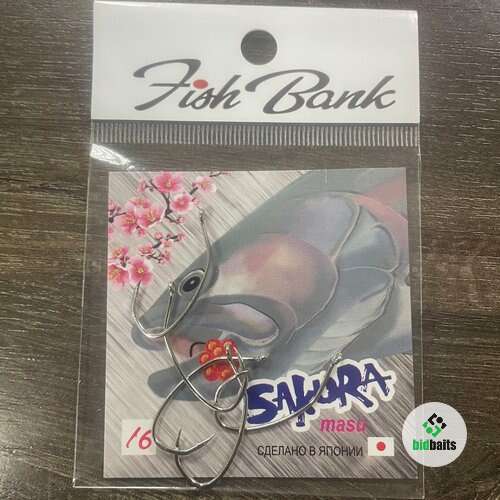 Fish Bank
SAKURA
masu
16
СДЕЛАНО В ЯПОНИИ
bidbaits